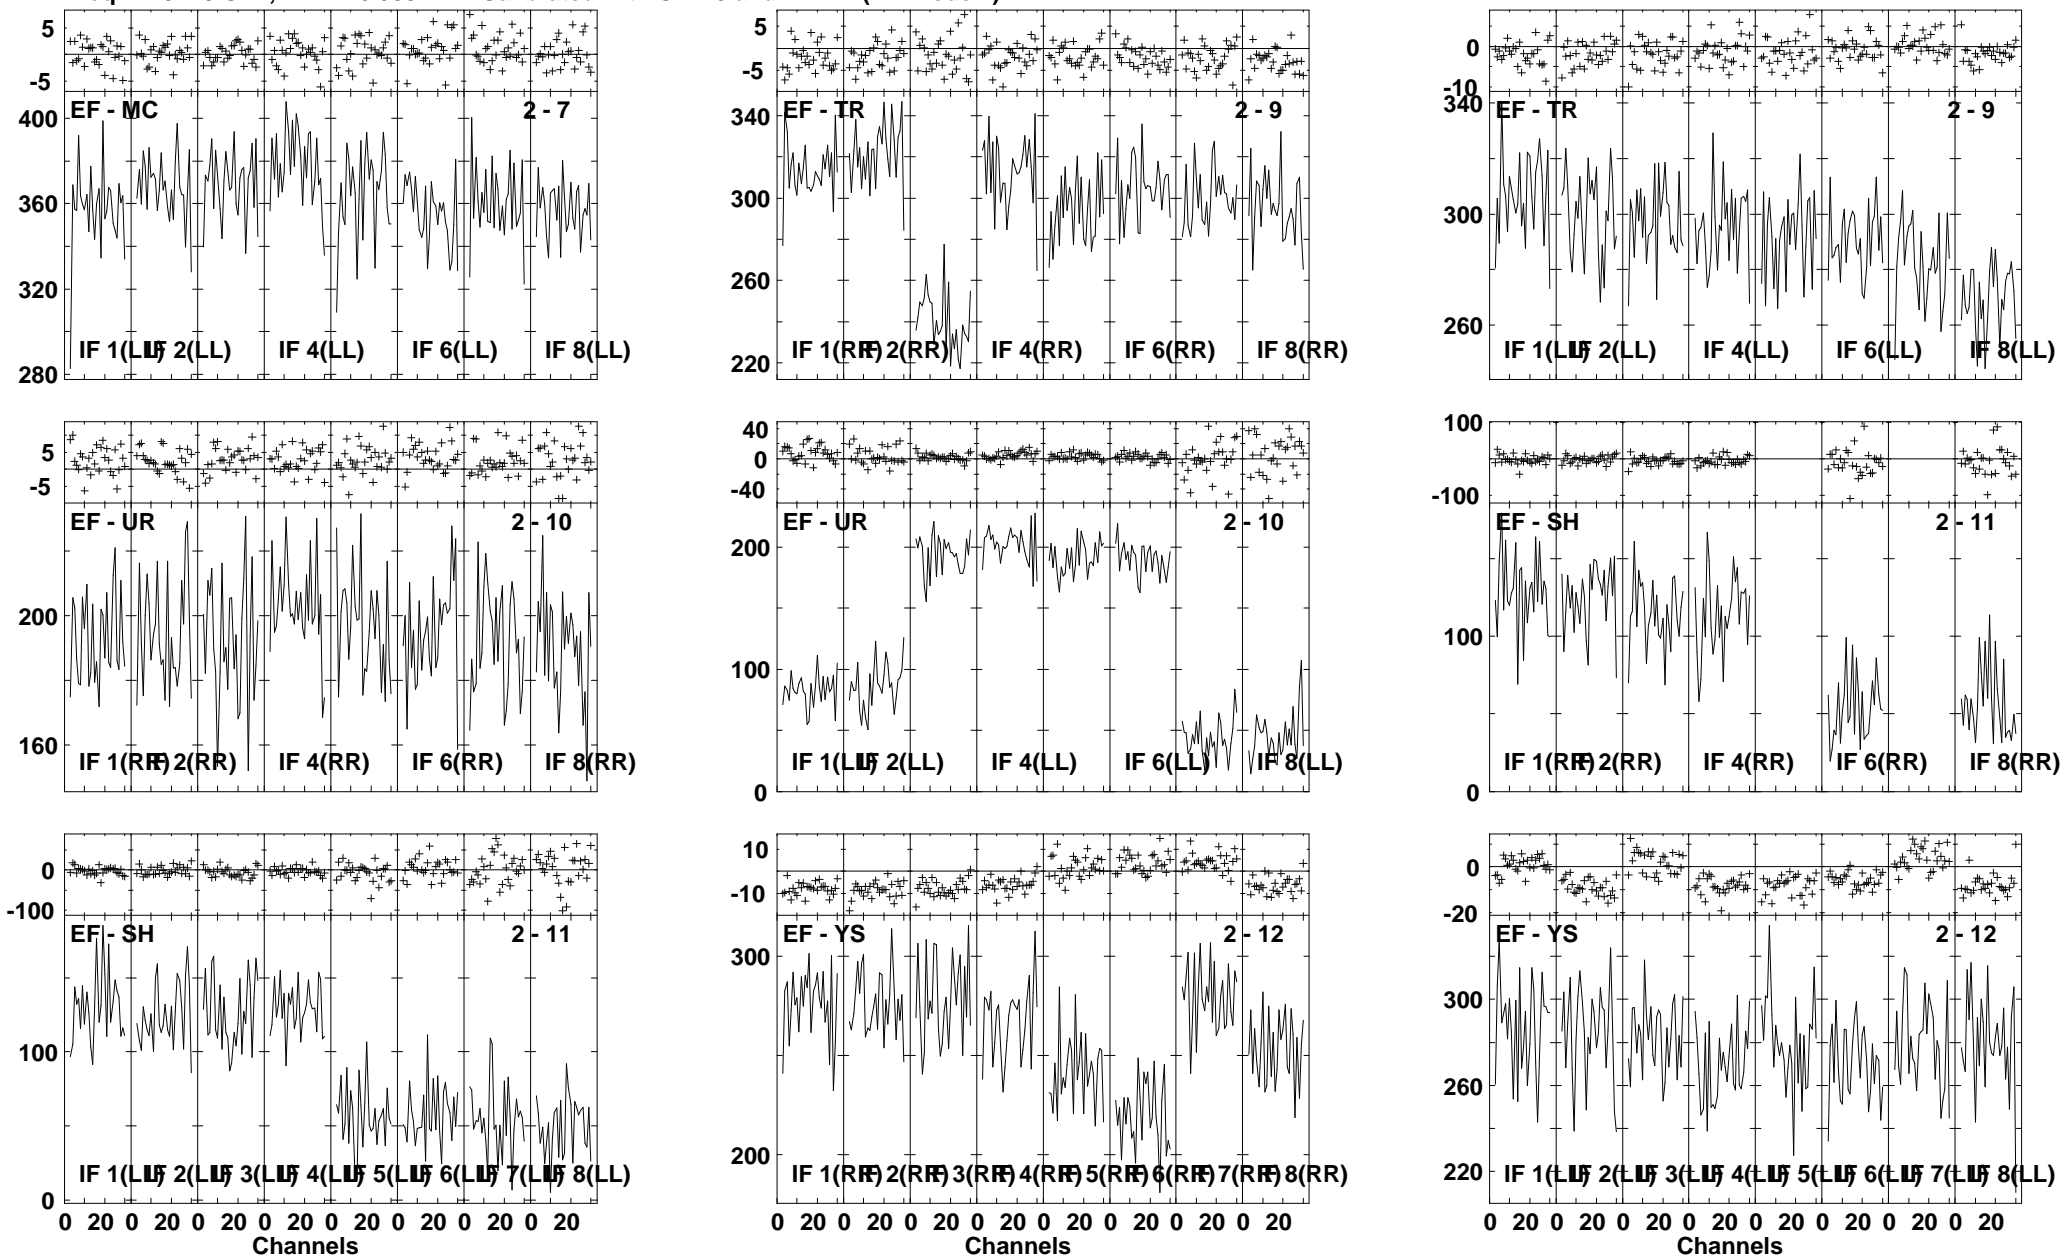 5
-5
400
360
320
280
EF - MC 2 - 7
IF 1(LL) IF 2(LL) IF 4(LL) IF 6(LL) IF 8(LL)
5
-5
340
300
260
220
EF - TR 2 - 9
IF 1(RR) IF 2(RR) IF 4(RR) IF 6(RR) IF 8(RR)
0
-10
340
300
260
EF - TR 2 - 9
IF 1(LL) IF 2(LL) IF 4(LL) IF 6(LL) IF 8(LL)
5
-5
200
160
EF - UR 2 - 10
IF 1(RR) IF 2(RR) IF 4(RR) IF 6(RR) IF 8(RR)
40
0
-40
200
100
0
EF - UR 2 - 10
IF 1(LL) IF 2(LL) IF 4(LL) IF 6(LL) IF 8(LL)
100
-100
100
0
EF - SH 2 - 11
IF 1(RR) IF 2(RR) IF 4(RR) IF 6(RR) IF 8(RR)
0
-100
100
0
EF - SH 2 - 11
IF 1(LL) IF 2(LL) IF 3(LL) IF 4(LL) IF 5(LL) IF 6(LL) IF 7(LL) IF 8(LL)
0 20 0 20 0 20 0 20 0 20 0 20 0 20 0 20
Channels
10
-10
300
200
EF - YS 2 - 12
IF 1(RR) IF 2(RR) IF 3(RR) IF 4(RR) IF 5(RR) IF 6(RR) IF 7(RR) IF 8(RR)
0 20 0 20 0 20 0 20 0 20 0 20 0 20 0 20
Channels
0
-20
300
260
220
EF - YS 2 - 12
IF 1(LL) IF 2(LL) IF 3(LL) IF 4(LL) IF 5(LL) IF 6(LL) IF 7(LL) IF 8(LL)
0 20 0 20 0 20 0 20 0 20 0 20 0 20 0 20
Channels